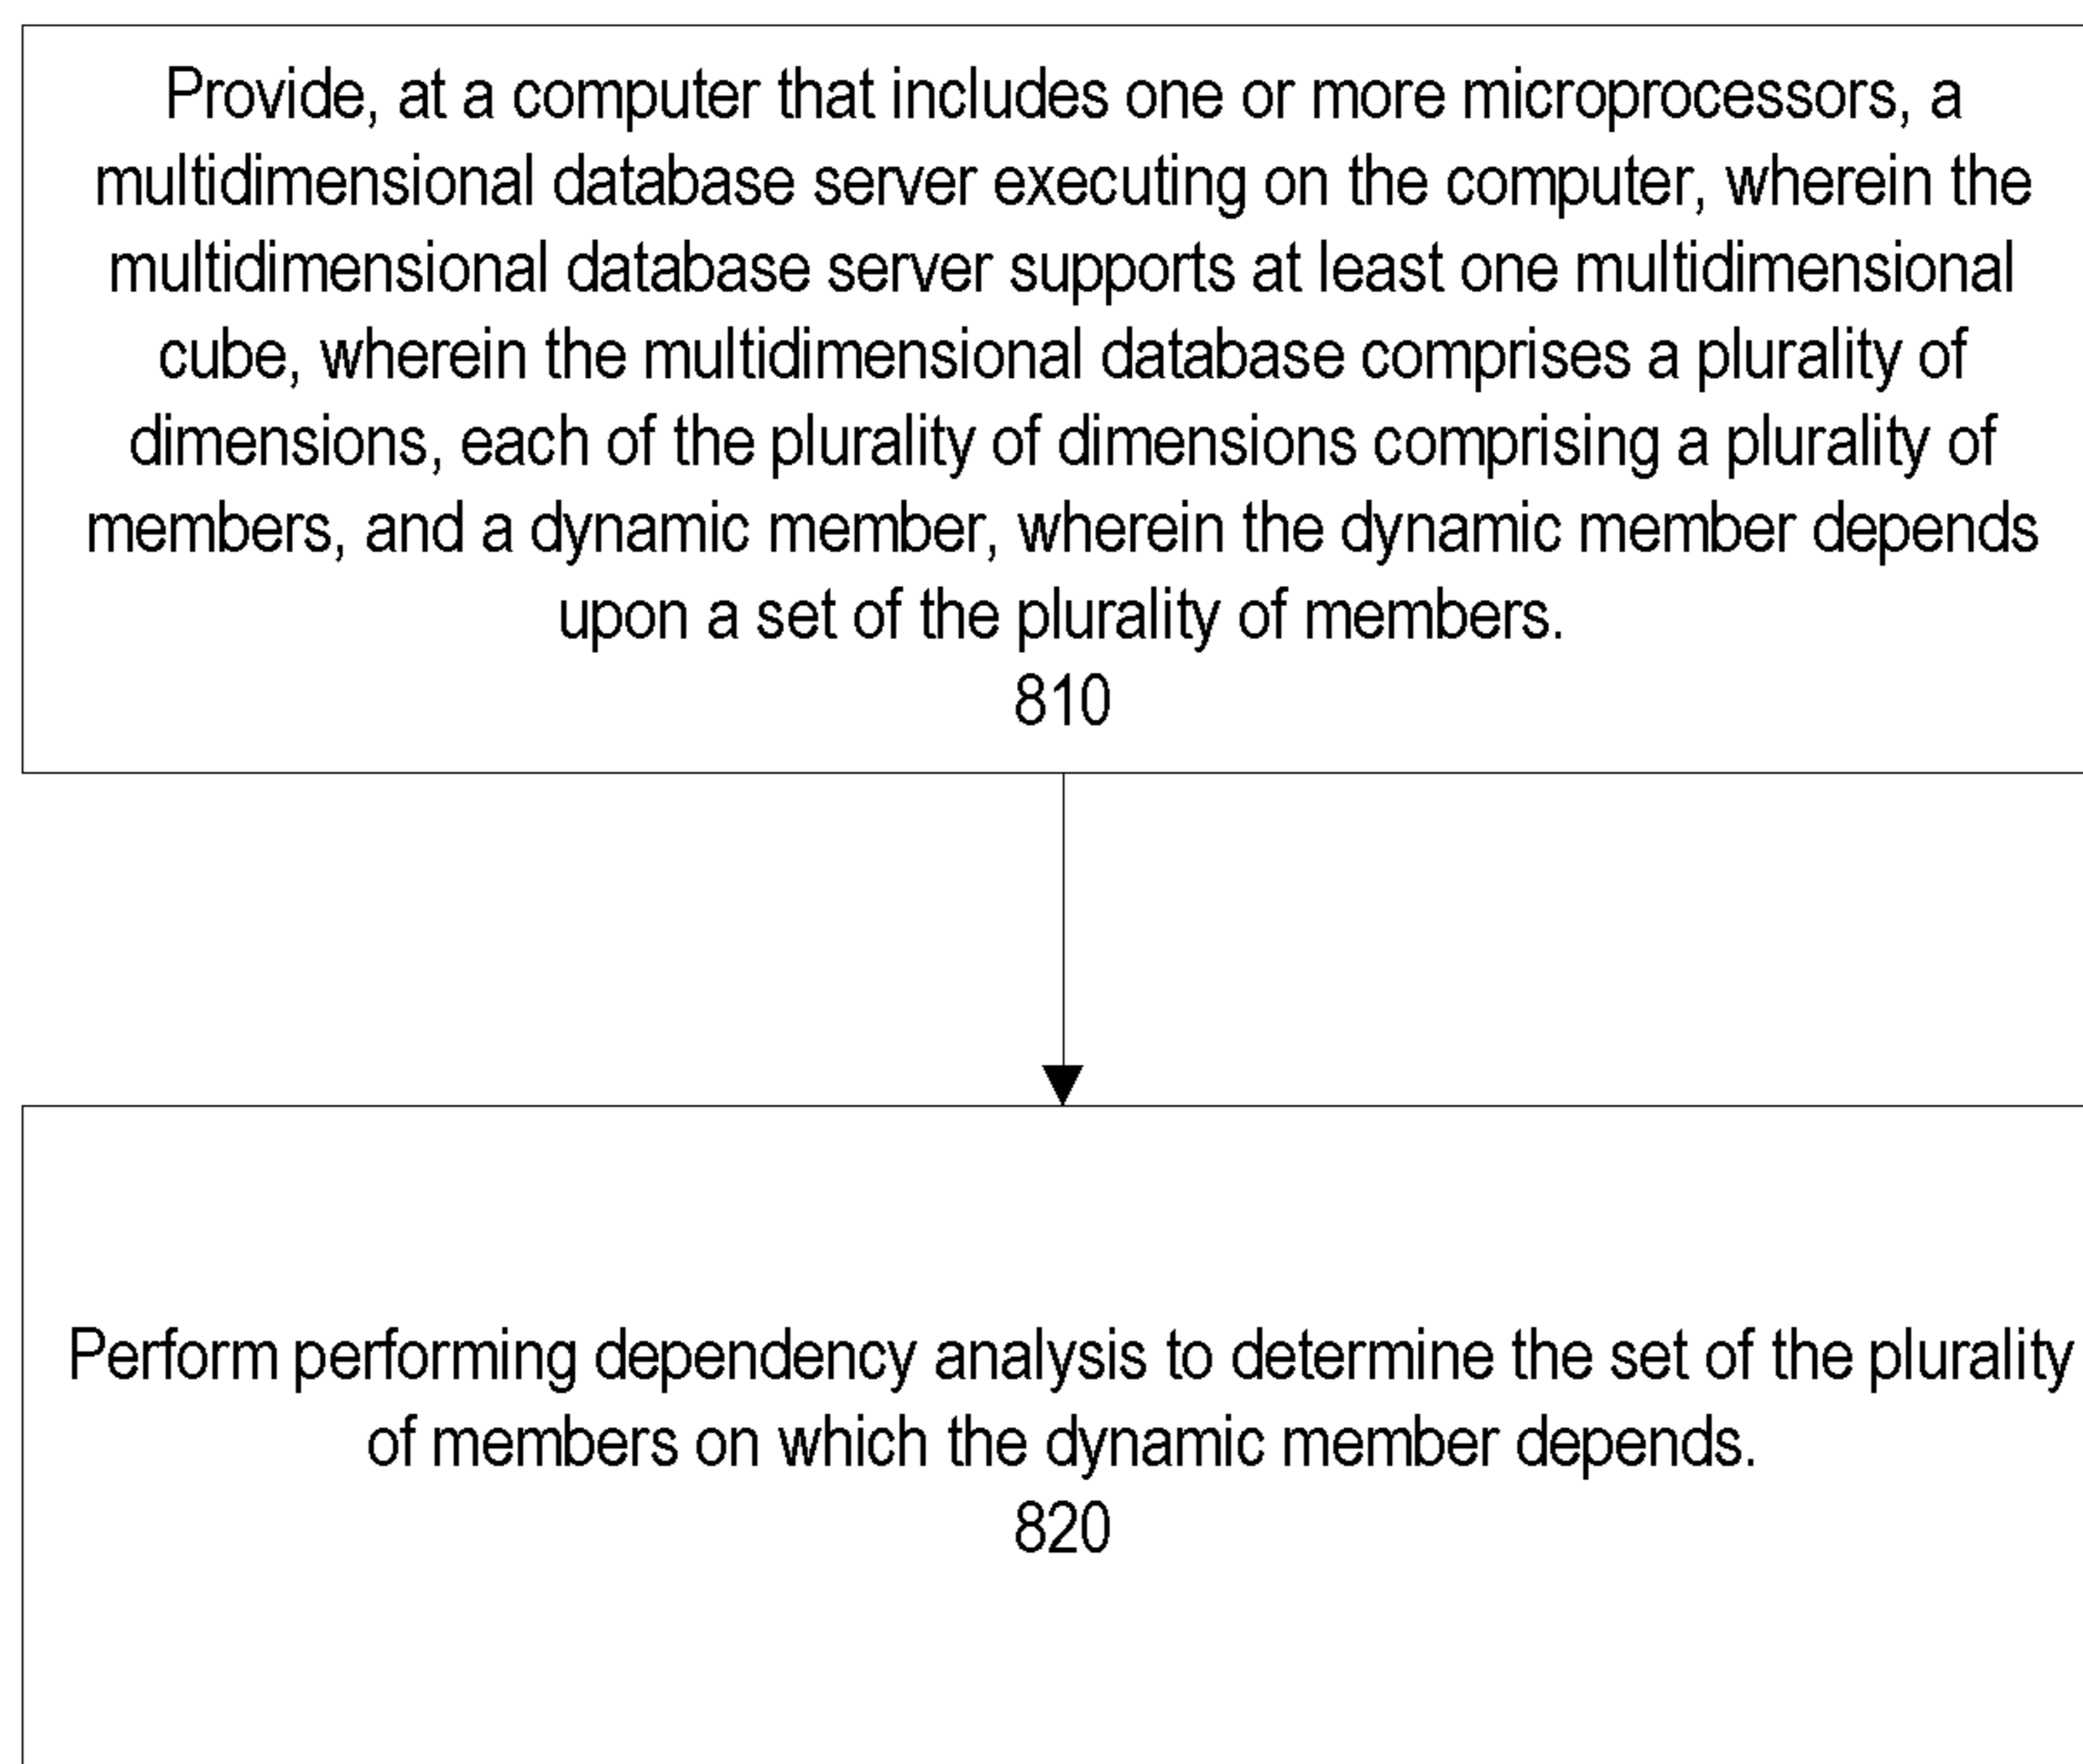 Provide, at a computer that includes one or more microprocessors, a
multidimensional database server executing on the computer, wherein the
multidimensional database server supports at least one multidimensional
cube, wherein the multidimensional database comprises a plurality of
dimensions, each of the plurality of dimensions comprising a plurality of
members, and a dynamic member, wherein the dynamic member depends
upon a set of the plurality of members.
810
Perform performing dependency analysis to determine the set of the plurality
of members on which the dynamic member depends.
820